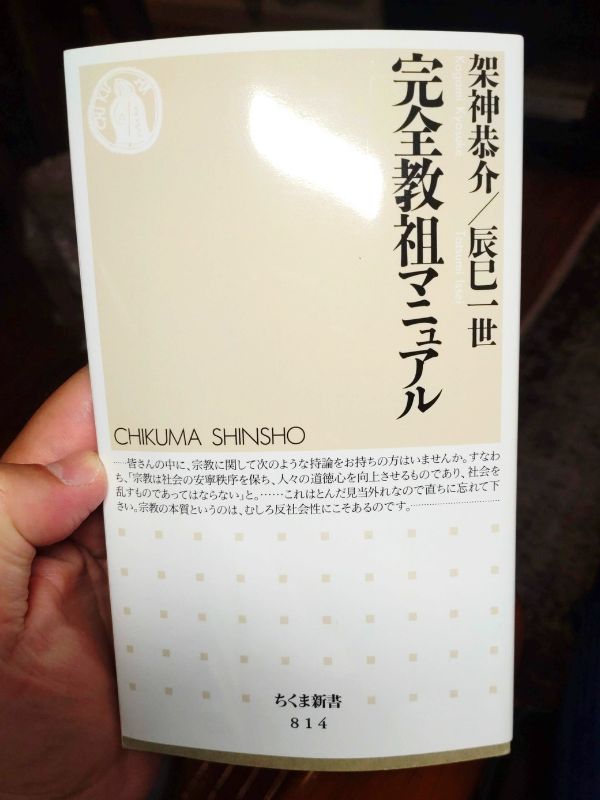 架神恭介／辰巳一世
Kagami Kyosuke
Tatsumi Issei
完全教祖マニュアル
CHIKUMA
CHIKUMA SHINSHO
……皆さんの中に、宗教に関して次のような持論をお持ちの方はいませんか。すなわ
ち、「宗教は社会の安寧秩序を保ち、人々の道徳心を向上させるものであり、社会を
乱すものであってはならない」と。……これはとんだ見当外れなので直ちに忘れて下
さい。宗教の本質というのは、むしろ反社会性にこそあるのです。……………
ちくま新書
814